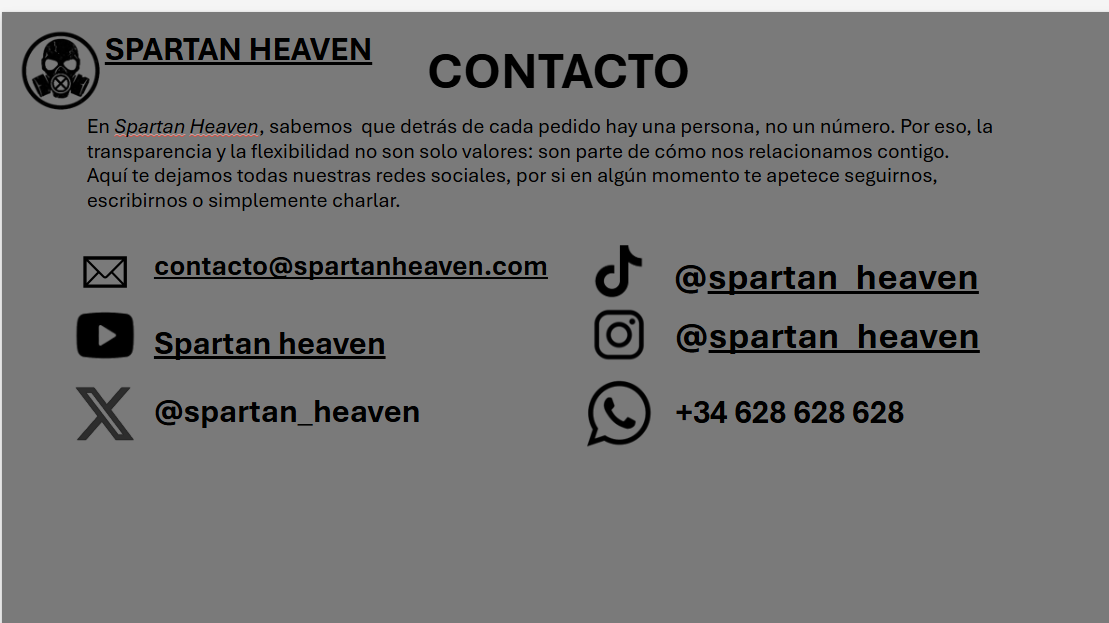 SPARTAN HEAVEN
CONTACTO
En Spartan Heaven, sabemos  que detrás de cada pedido hay una persona, no un número. Por eso, la
transparencia y la flexibilidad no son solo valores: son parte de cómo nos relacionamos contigo.
Aquí te dejamos todas nuestras redes sociales, por si en algún momento te apetece seguirnos,
escribirnos o simplemente charlar.
contacto@spartanheaven.com
Spartan heaven
@spartan_heaven
@spartan_heaven
@spartan_heaven
+34 628 628 628